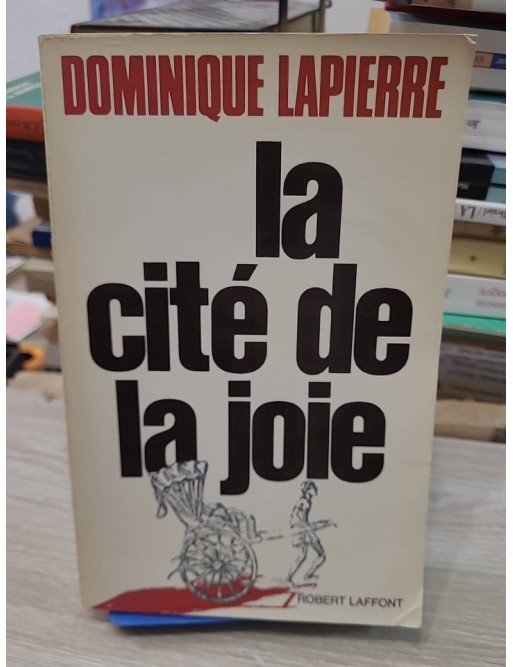 DOMINIQUE LAPIERRE
la
cité de
la joie
ROBERT LAFFONT